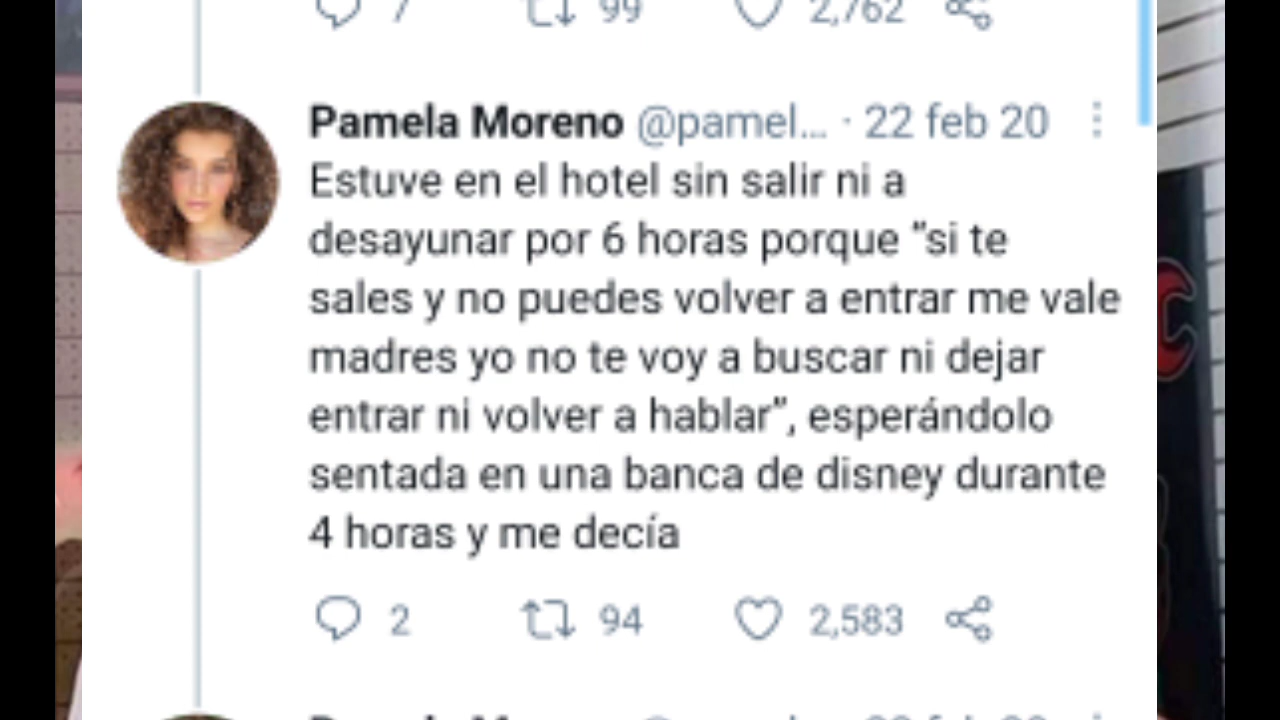 7 99 2,762
Pamela Moreno @pamel... · 22 feb 20
Estuve en el hotel sin salir ni a
desayunar por 6 horas porque “si te
sales y no puedes volver a entrar me vale
madres yo no te voy a buscar ni dejar
entrar ni volver a hablar”, esperándolo
sentada en una banca de disney durante
4 horas y me decía
2 94 2,583